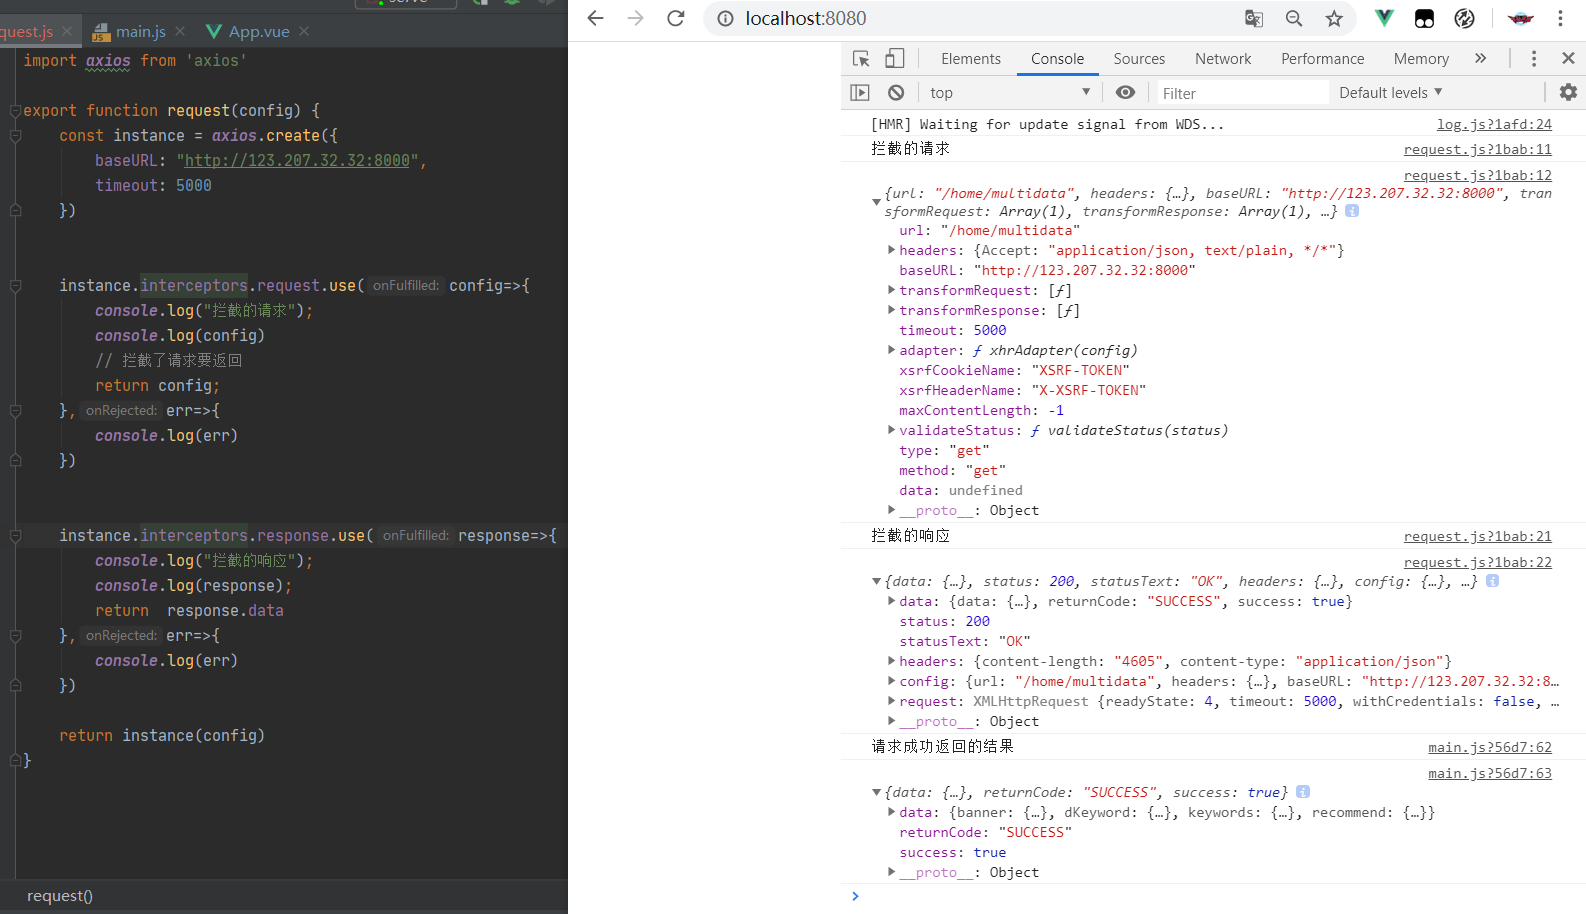 serve
quest.js
main.js
App.vue
import axios from 'axios'
export function request(config) {
const instance = axios.create({
baseURL: "http://123.207.32.32:8000",
timeout: 5000
})
instance.interceptors.request.use( onFulfilled: config=>{
console.log("拦截的请求");
console.log(config)
// 拦截了请求要返回
return config;
}, onRejected: err=>{
console.log(err)
})
instance.interceptors.response.use( onFulfilled: response=>{
console.log("拦截的响应");
console.log(response);
return response.data
}, onRejected: err=>{
console.log(err)
})
return instance(config)
}
request()
localhost:8080
Elements Console Sources Network Performance Memory »
top Filter Default levels
[HMR] Waiting for update signal from WDS... log.js?1afd:24
拦截的请求 request.js?1bab:11
request.js?1bab:12
{url: "/home/multidata", headers: {…}, baseURL: "http://123.207.32.32:8000", tran
sformRequest: Array(1), transformResponse: Array(1), …}
url: "/home/multidata"
headers: {Accept: "application/json, text/plain, */*"}
baseURL: "http://123.207.32.32:8000"
transformRequest: [ƒ]
transformResponse: [ƒ]
timeout: 5000
adapter: ƒ xhrAdapter(config)
xsrfCookieName: "XSRF-TOKEN"
xsrfHeaderName: "X-XSRF-TOKEN"
maxContentLength: -1
validateStatus: ƒ validateStatus(status)
type: "get"
method: "get"
data: undefined
__proto__: Object
拦截的响应 request.js?1bab:21
request.js?1bab:22
{data: {…}, status: 200, statusText: "OK", headers: {…}, config: {…}, …}
data: {data: {…}, returnCode: "SUCCESS", success: true}
status: 200
statusText: "OK"
headers: {content-length: "4605", content-type: "application/json"}
config: {url: "/home/multidata", headers: {…}, baseURL: "http://123.207.32.32:8…
request: XMLHttpRequest {readyState: 4, timeout: 5000, withCredentials: false, …
__proto__: Object
请求成功返回的结果 main.js?56d7:62
main.js?56d7:63
{data: {…}, returnCode: "SUCCESS", success: true}
data: {banner: {…}, dKeyword: {…}, keywords: {…}, recommend: {…}}
returnCode: "SUCCESS"
success: true
__proto__: Object